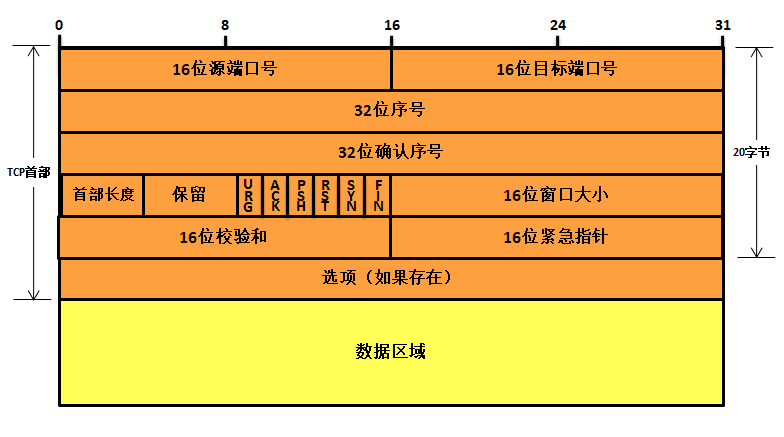 0 8 16 24 31
16位源端口号 16位目标端口号
32位序号
TCP首部 32位确认序号 20字节
首部长度 保留 URG ACK PSH RST SYN FIN 16位窗口大小
16位校验和 16位紧急指针
选项（如果存在）
数据区域